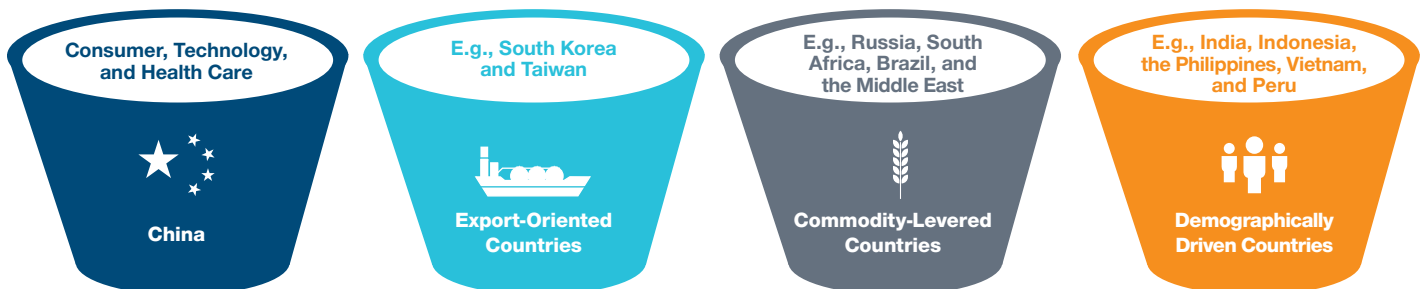 Consumer, Technology,
and Health Care
China
E.g., South Korea
and Taiwan
Export-Oriented
Countries
E.g., Russia, South
Africa, Brazil, and
the Middle East
Commodity-Levered
Countries
E.g., India, Indonesia,
the Philippines, Vietnam,
and Peru
Demographically
Driven Countries